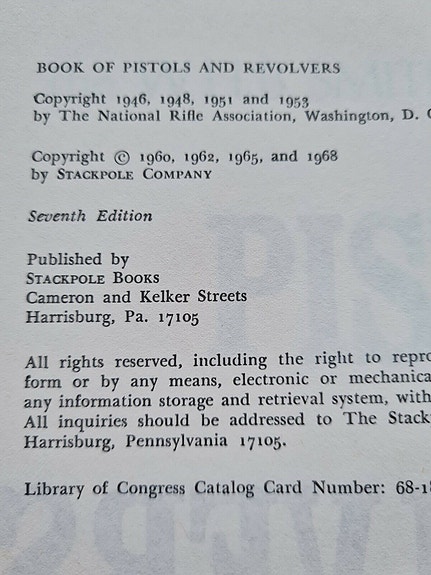 BOOK OF PISTOLS AND REVOLVERS
Copyright 1946, 1948, 1951 and 1953
by The National Rifle Association, Washington, D.
Copyright © 1960, 1962, 1965, and 1968
by STACKPOLE COMPANY
Seventh Edition
Published by
STACKPOLE BOOKS
Cameron and Kelker Streets
Harrisburg, Pa. 17105
All rights reserved, including the right to repro
form or by any means, electronic or mechanica
any information storage and retrieval system, with
All inquiries should be addressed to The Stack
Harrisburg, Pennsylvania 17105.
Library of Congress Catalog Card Number: 68-1